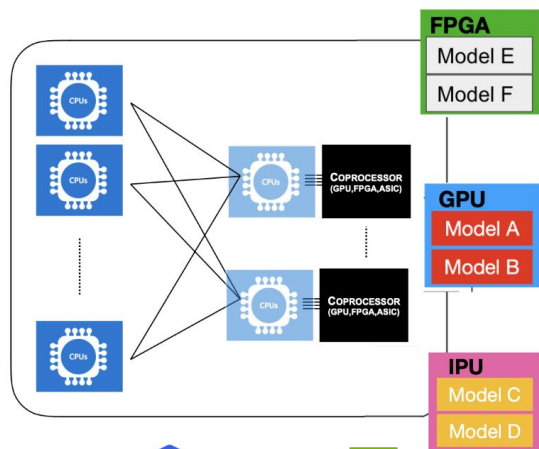 FPGA
Model E
Model F
CPUs
CPUs
CPUs
COPROCESSOR
(GPU,FPGA,ASIC)
GPU
Model A
Model B
CPUs
COPROCESSOR
(GPU,FPGA,ASIC)
CPUs
IPU
Model C
Model D